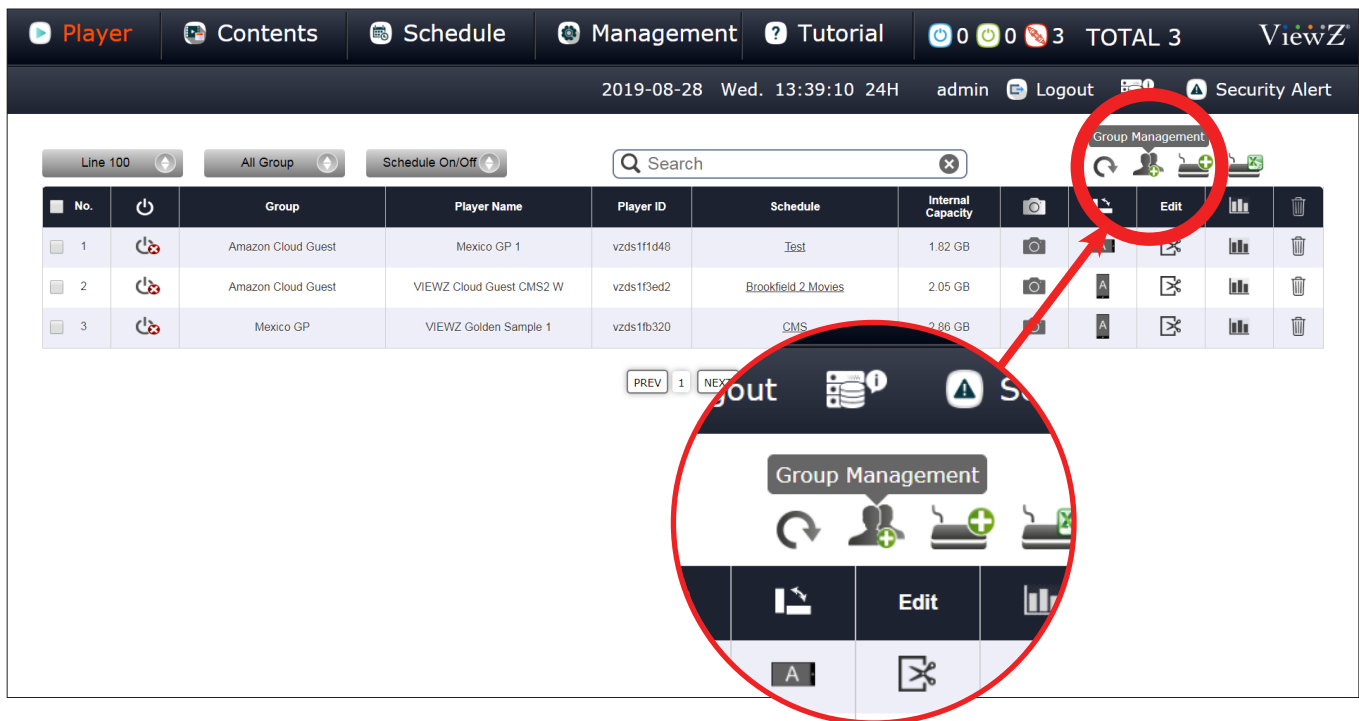 Player Contents Schedule Management Tutorial 0 0 3 TOTAL 3 ViewZ
2019-08-28 Wed. 13:39:10 24H admin Logout Security Alert
Group Management
Line 100 All Group Schedule On/Off Search
No. Group Player Name Player ID Schedule Internal Capacity Edit
1 Amazon Cloud Guest Mexico GP 1 vzds1f1d48 Test 1.82 GB
2 Amazon Cloud Guest VIEWZ Cloud Guest CMS2 W vzds1f3ed2 Brookfield 2 Movies 2.05 GB A
3 Mexico GP VIEWZ Golden Sample 1 vzds1fb320 CMS 2.86 GB A
PREV 1 NEXT
out
Group Management
Edit
A